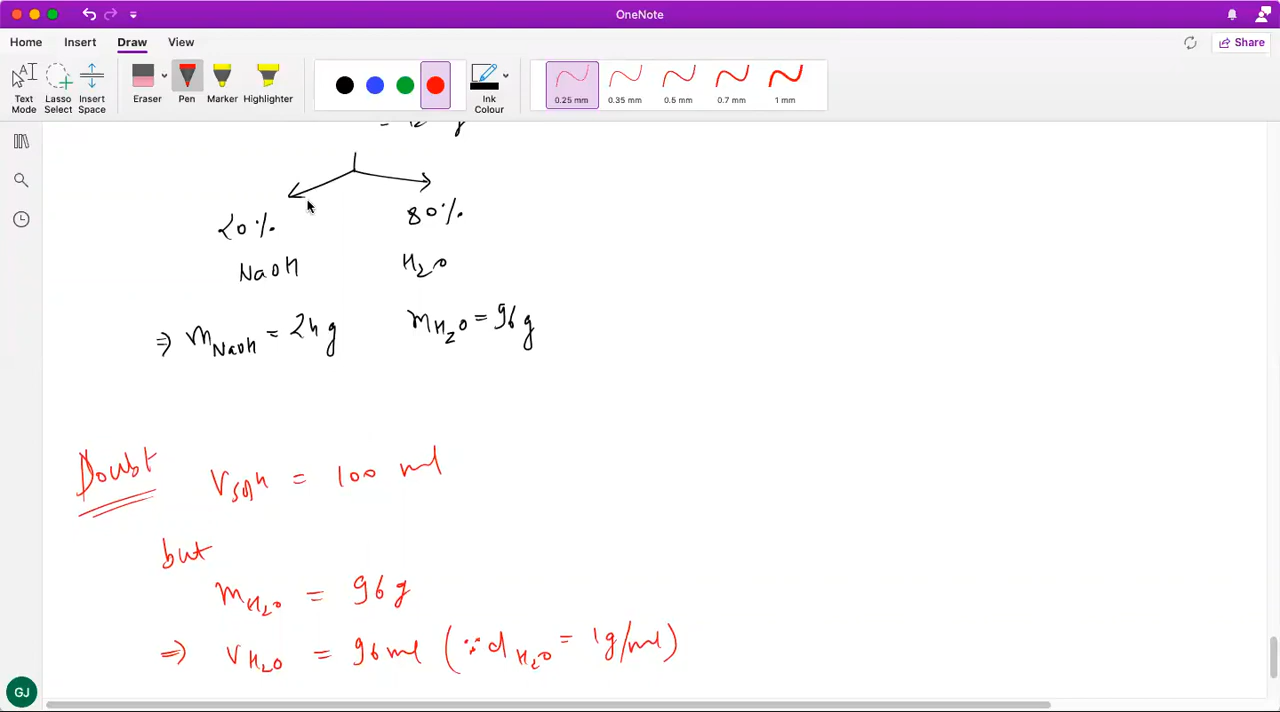 OneNote
Home Insert Draw View
Share
Text Mode
Lasso Select
Insert Space
Eraser
Pen
Marker
Highlighter
Ink Colour
0.25 mm
0.35 mm
0.5 mm
0.7 mm
1 mm
20% 80%
NaOH H2O
⇒ mNaOH = 24 g mH2O = 96 g
Doubt Vsoln = 100 ml
but
mH2O = 96 g
⇒ VH2O = 96 ml (∵ dH2O = 1g/ml)
GJ